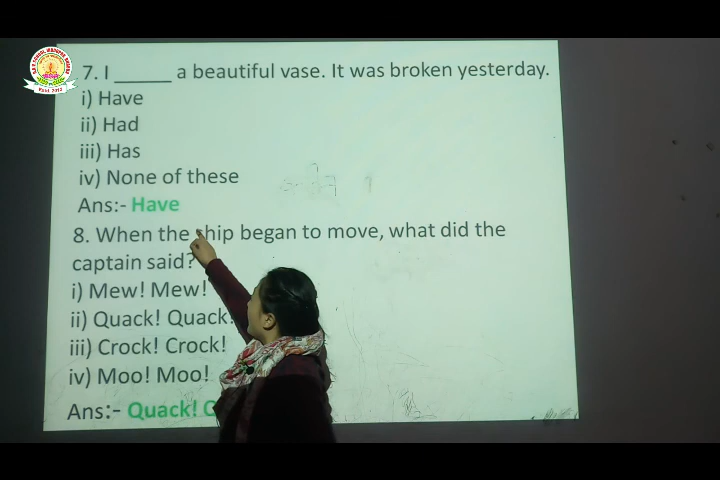 7. I _____ a beautiful vase. It was broken yesterday.
i) Have
ii) Had
iii) Has
iv) None of these
Ans:- Have
8. When the ship began to move, what did the
captain said?
i) Mew! Mew!
ii) Quack! Quack!
iii) Crock! Crock!
iv) Moo! Moo!
Ans:- Quack!